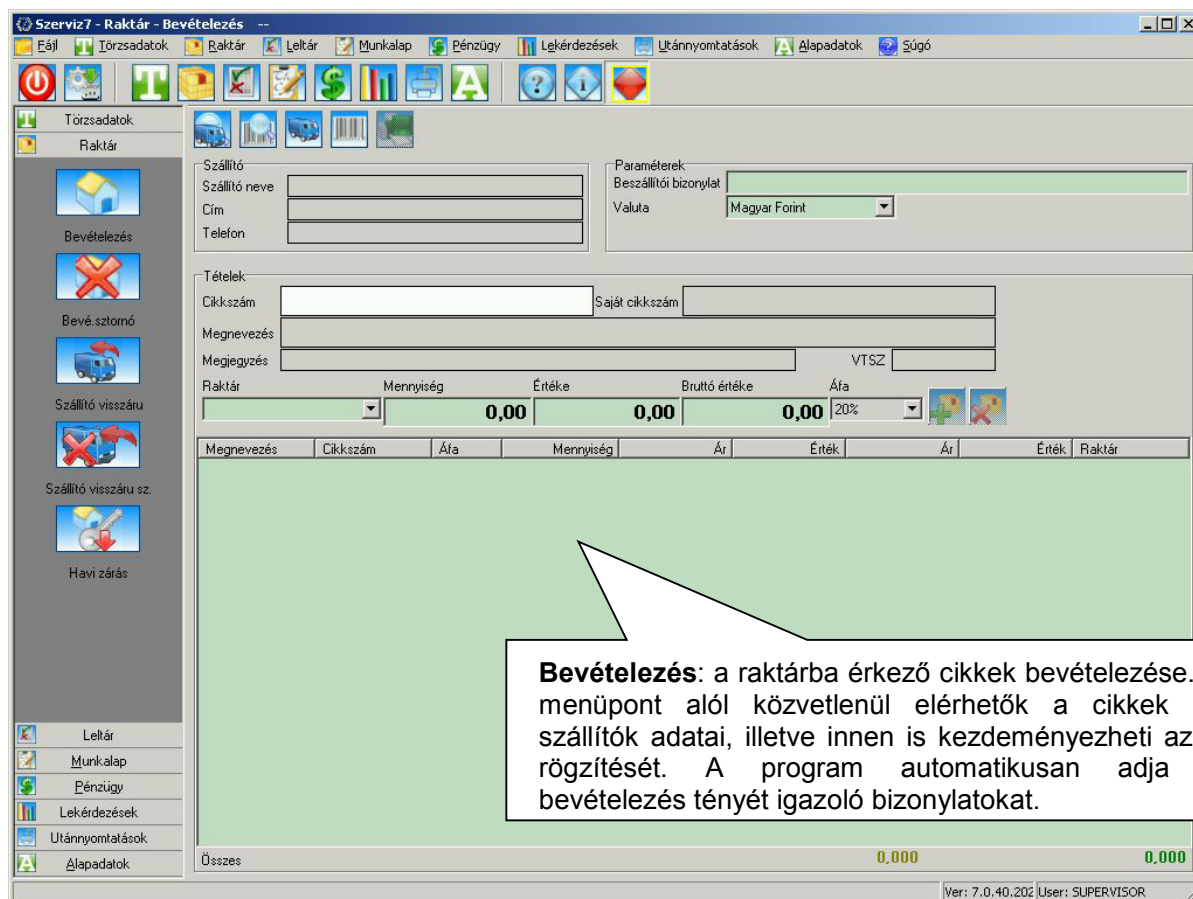 Szerviz7 - Raktár - Bevételezés --
Fájl Törzsadatok Raktár Leltár Munkalap Pénzügy Lekérdezések Utánnyomtatások Alapadatok Súgó
Törzsadatok
Raktár
Bevételezés
Bevé.sztornó
Szállító visszáru
Szállító visszáru sz.
Havi zárás
Leltár
Munkalap
Pénzügy
Lekérdezések
Utánnyomtatások
Alapadatok
Szállító
Szállító neve
Cím
Telefon
Paraméterek
Beszállítói bizonylat
Valuta Magyar Forint
Tételek
Cikkszám Saját cikkszám
Megnevezés
Megjegyzés VTSZ
Raktár Mennyiség Értéke Bruttó értéke Áfa
0,00 0,00 0,00 20%
Megnevezés Cikkszám Áfa Mennyiség Ár Érték Ár Érték Raktár
Bevételezés: a raktárba érkező cikkek bevételezése.
menüpont alól közvetlenül elérhetők a cikkek
szállítók adatai, illetve innen is kezdeményezheti az
rögzítését. A program automatikusan adja
bevételezés tényét igazoló bizonylatokat.
Összes 0,000 0,000
Ver: 7.0.40.202 User: SUPERVISOR